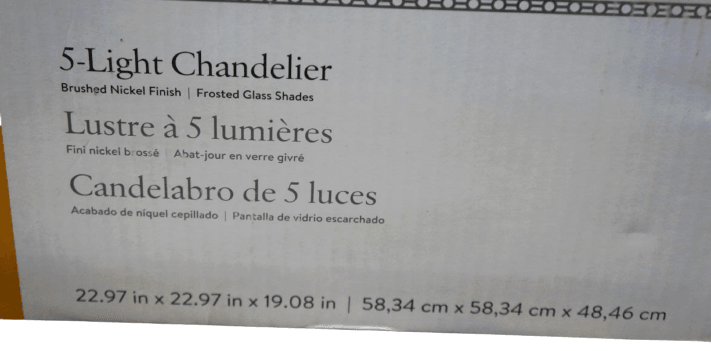 5-Light Chandelier
Brushed Nickel Finish | Frosted Glass Shades
Lustre à 5 lumières
Fini nickel brossé | Abat-jour en verre givré
Candelabro de 5 luces
Acabado de níquel cepillado | Pantalla de vidrio escarchado
22.97 in x 22.97 in x 19.08 in | 58,34 cm x 58,34 cm x 48,46 cm